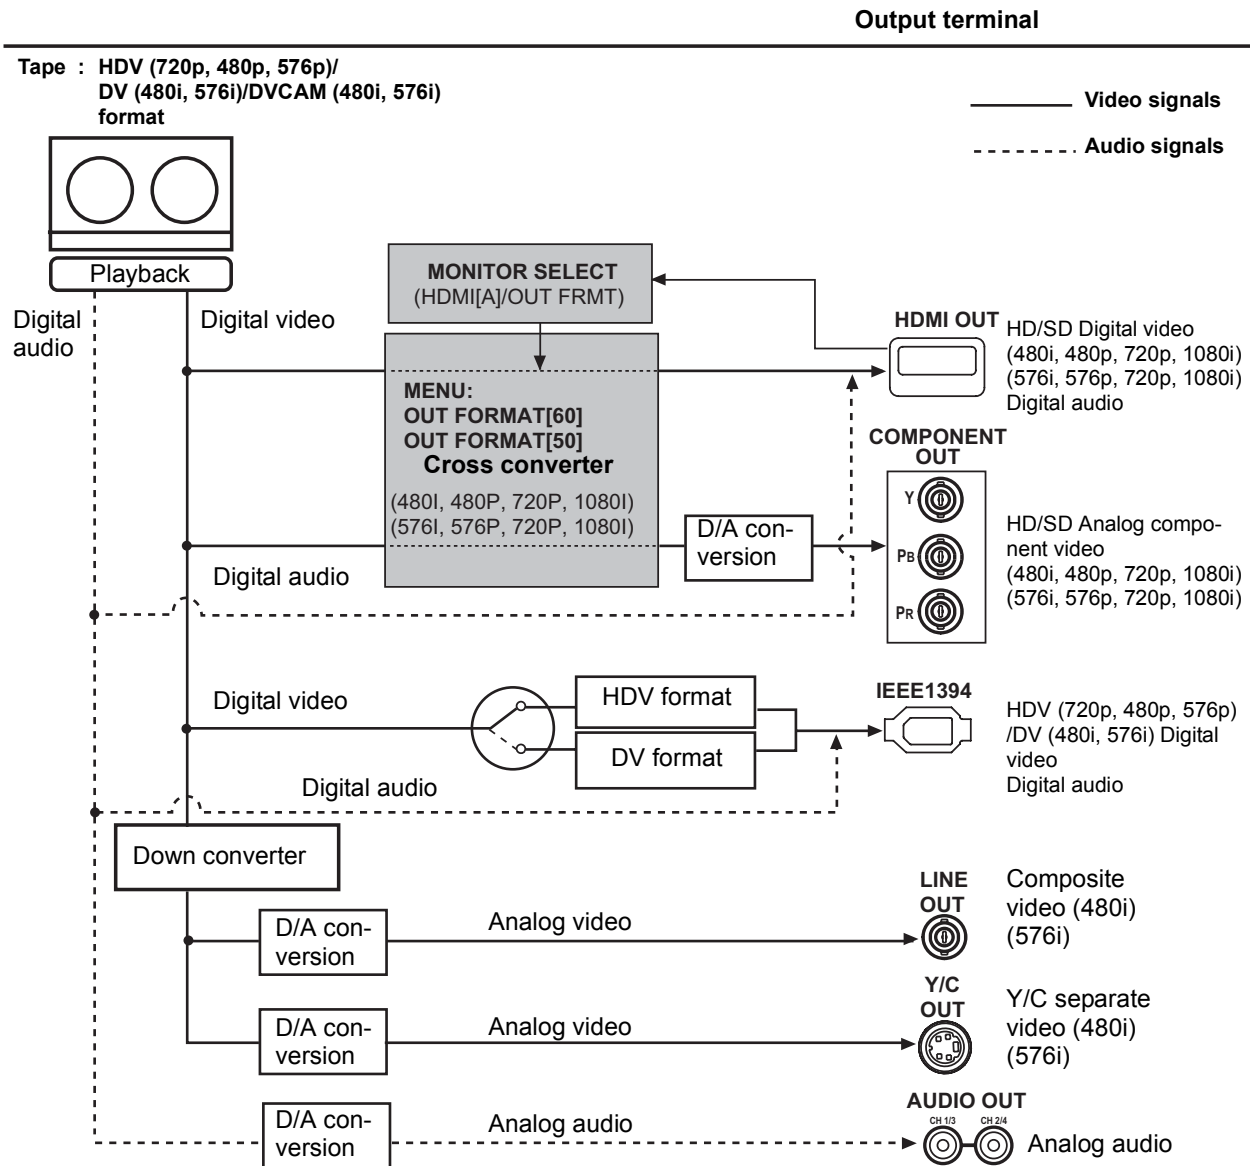 Output terminal
Tape : HDV (720p, 480p, 576p)/
DV (480i, 576i)/DVCAM (480i, 576i)
format
Video signals
Audio signals
Playback
Digital
audio
Digital video
MONITOR SELECT
(HDMI[A]/OUT FRMT)
MENU:
OUT FORMAT[60]
OUT FORMAT[50]
Cross converter
(480I, 480P, 720P, 1080I)
(576I, 576P, 720P, 1080I)
HDMI OUT
HD/SD Digital video
(480i, 480p, 720p, 1080i)
(576i, 576p, 720p, 1080i)
Digital audio
COMPONENT
OUT
Y
PB
PR
D/A con-
version
HD/SD Analog compo-
nent video
(480i, 480p, 720p, 1080i)
(576i, 576p, 720p, 1080i)
Digital audio
Digital video
HDV format
DV format
IEEE1394
HDV (720p, 480p, 576p)
/DV (480i, 576i) Digital
video
Digital audio
Digital audio
Down converter
D/A con-
version
Analog video
LINE
OUT
Composite
video (480i)
(576i)
D/A con-
version
Analog video
Y/C
OUT
Y/C separate
video (480i)
(576i)
D/A con-
version
Analog audio
AUDIO OUT
CH 1/3 CH 2/4
Analog audio